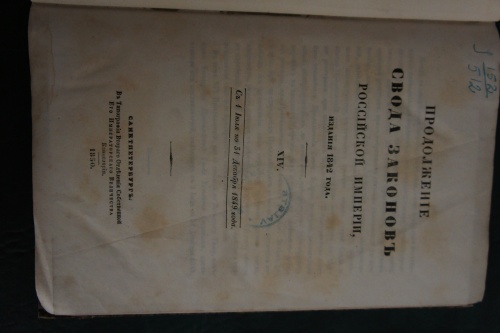 ПРОДОЛЖЕНІЕ
СВОДА ЗАКОНОВЪ
РОССІЙСКОЙ ИМПЕРІИ,
ИЗДАНІЯ 1842 ГОДА.
XIV.
Съ 1 Іюля по 31 Декабря 1849 года.
САНКТПЕТЕРБУРГЪ.
Въ Типографіи Втораго Отдѣленія Собственной
Его Императорскаго Величества
Канцеляріи.
1850.